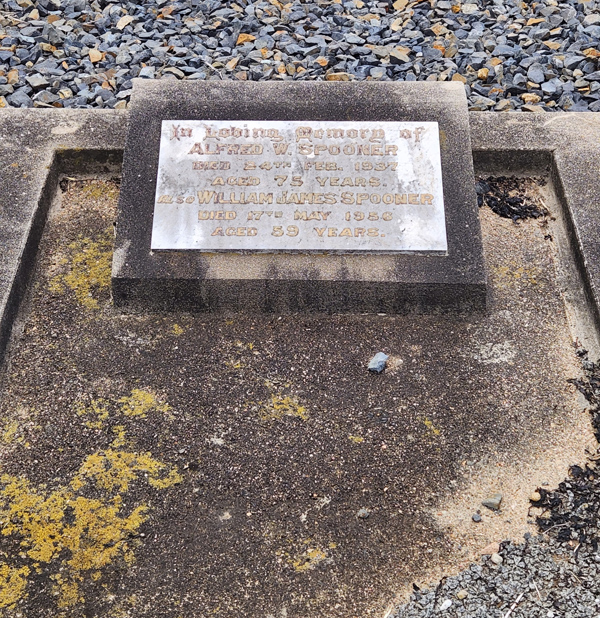 In Loving Memory of
ALFRED W. SPOONER
DIED 24TH FEB. 1937
AGED 75 YEARS.
ALSO WILLIAM JAMES SPOONER
DIED 17TH MAY 1956
AGED 59 YEARS.